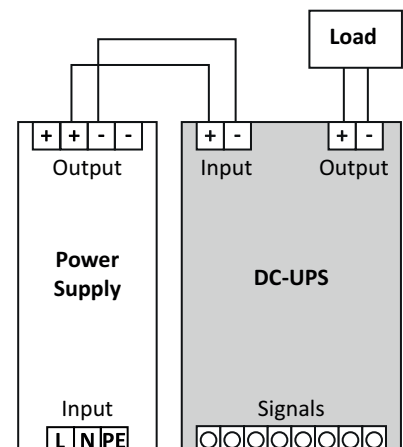 Load
+ + - -
+ -
+ -
Output
Input
Output
Power
Supply
DC-UPS
Input
Signals
L N PE